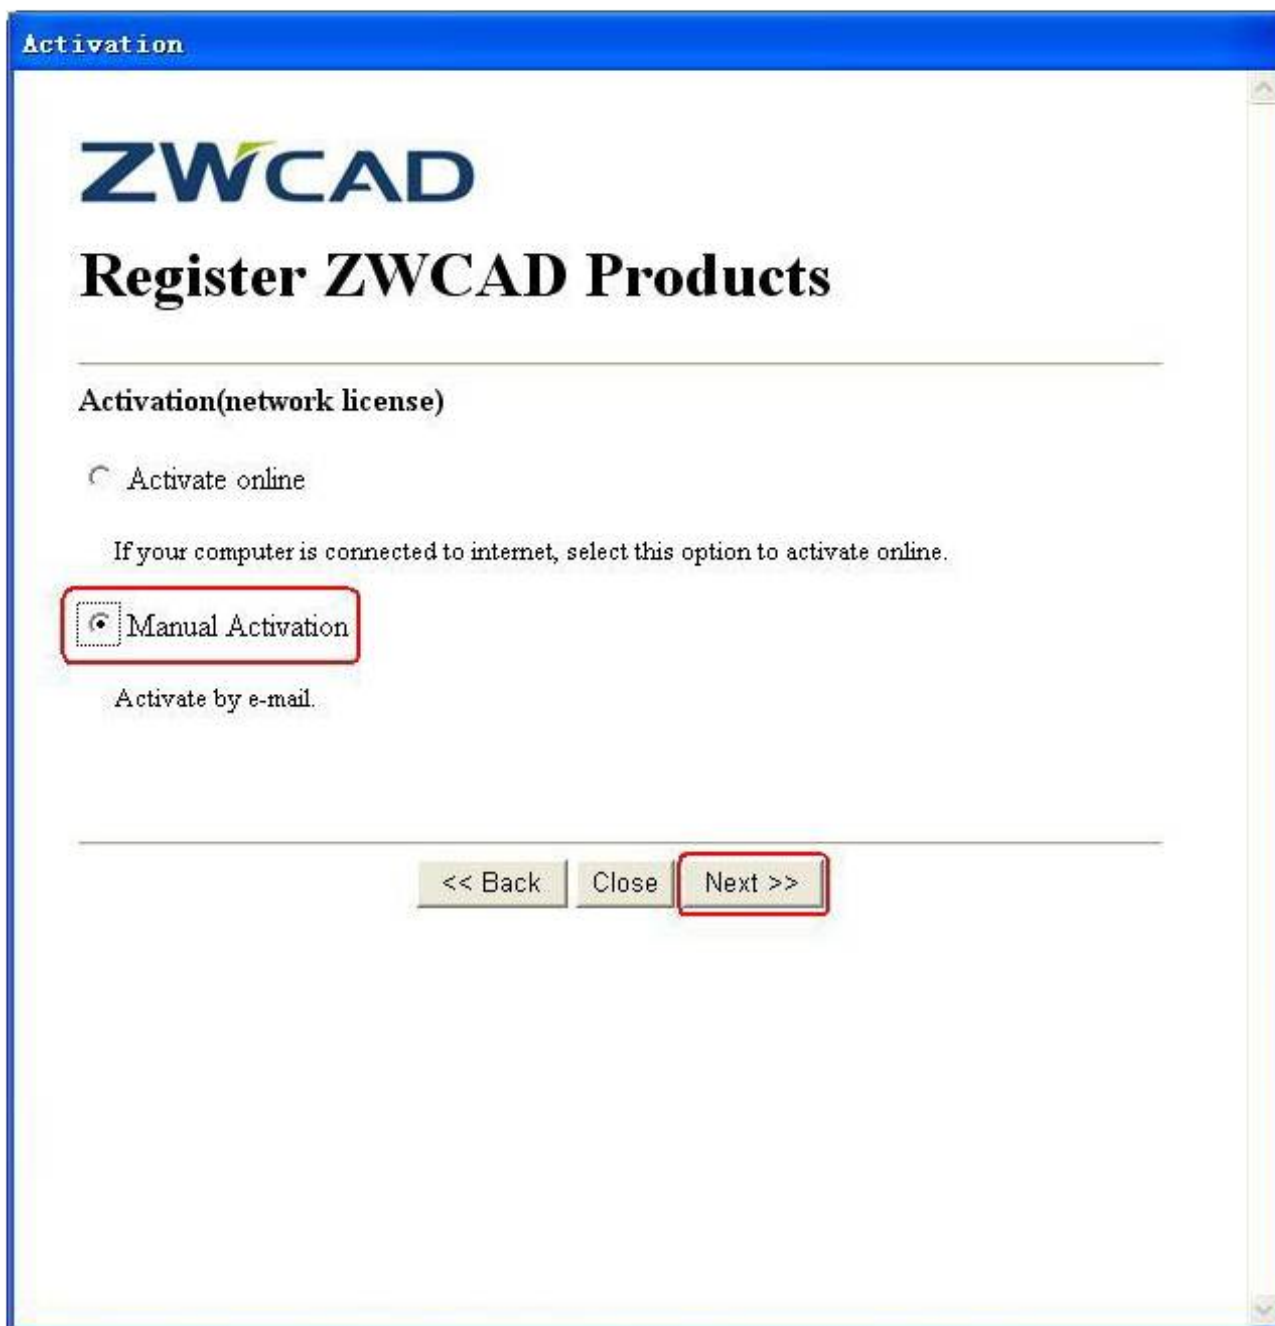 Activation
ZWCAD
Register ZWCAD Products
Activation(network license)
Activate online
If your computer is connected to internet, select this option to activate online.
Manual Activation
Activate by e-mail.
<< Back Close Next >>